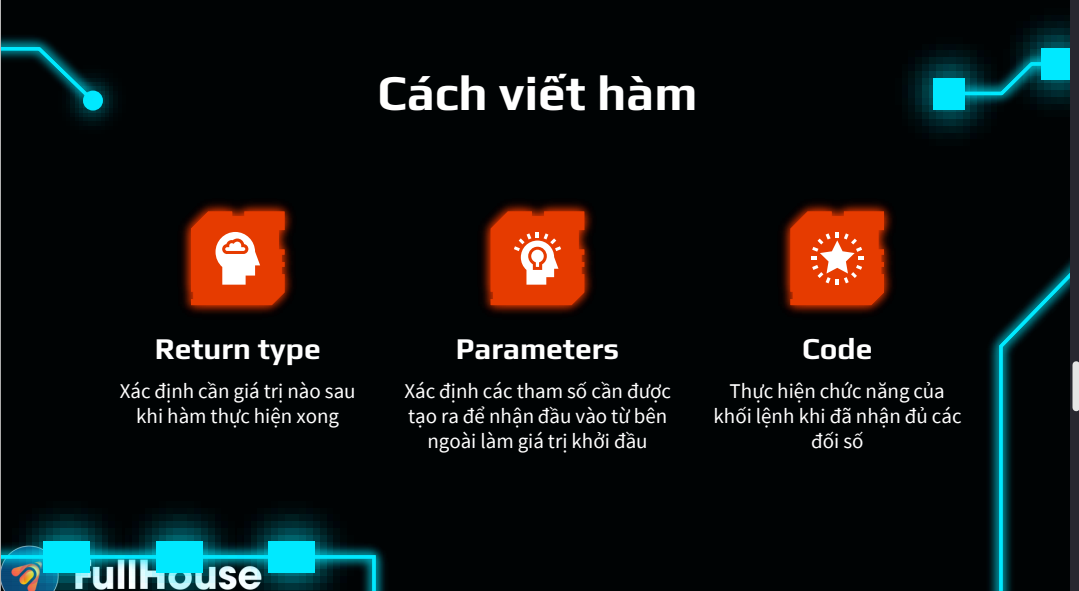 Cách viết hàm
Return type
Xác định cần giá trị nào sau
khi hàm thực hiện xong
Parameters
Xác định các tham số cần được
tạo ra để nhận đầu vào từ bên
ngoài làm giá trị khởi đầu
Code
Thực hiện chức năng của
khối lệnh khi đã nhận đủ các
đối số
FullHouse